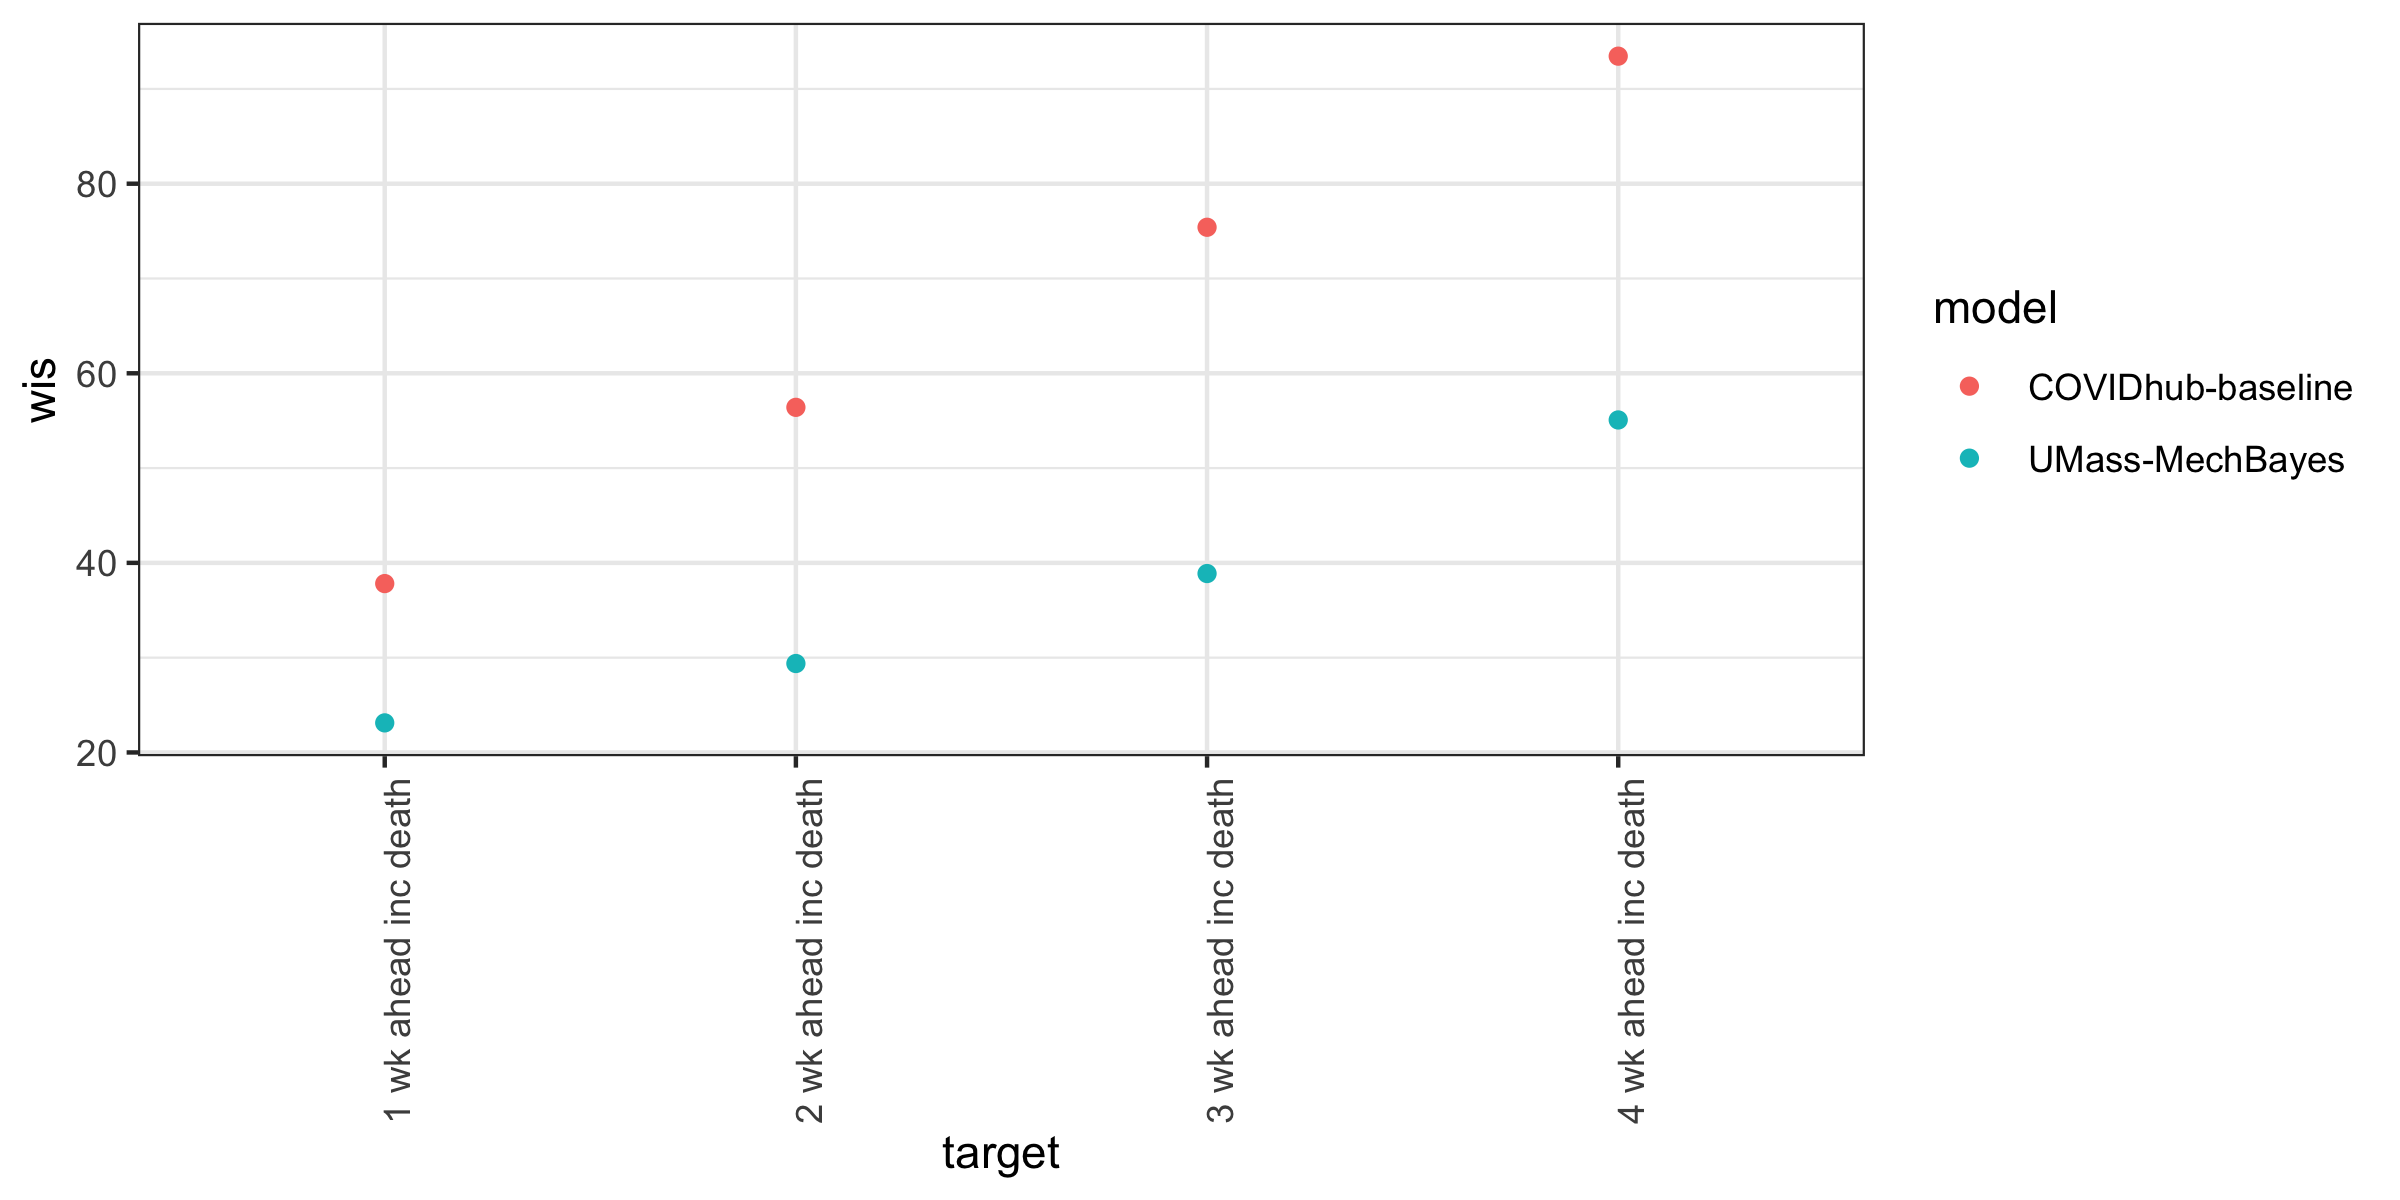 wis
80
60
40
20
1 wk ahead inc death
2 wk ahead inc death
3 wk ahead inc death
4 wk ahead inc death
target
model
COVIDhub-baseline
UMass-MechBayes